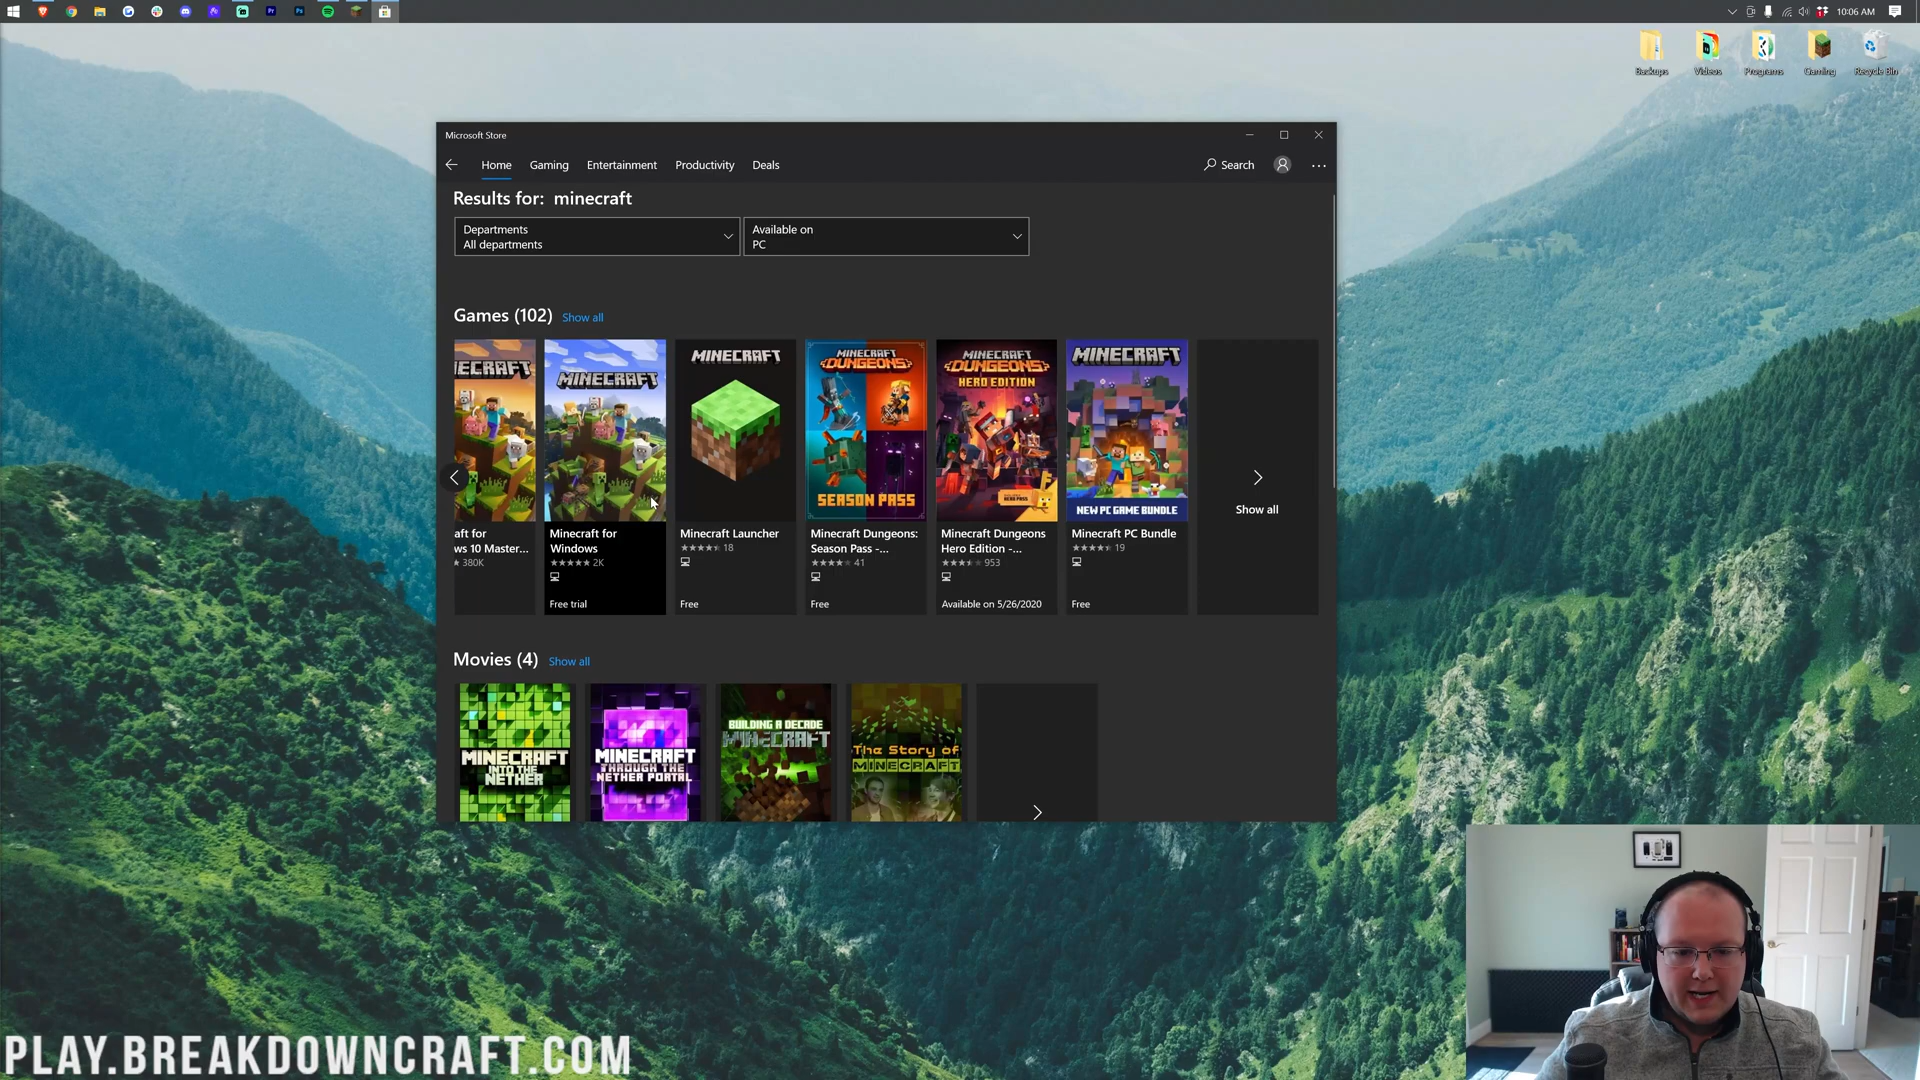 10:06 AM
Backups
Videos
Programs
Gaming
Recycle Bin
Microsoft Store
Home
Gaming
Entertainment
Productivity
Deals
Search
Results for: minecraft
Departments
All departments
Available on
PC
Games (102) Show all
MINECRAFT
MINECRAFT
DUNGEONS
SEASON PASS
MINECRAFT
DUNGEONS
HERO EDITION
MINECRAFT
NEW PC GAME BUNDLE
ECRAFT
MINECRAFT
aft for
ws 10 Master...
380K
Minecraft for
Windows
2K
Free trial
Minecraft Launcher
18
Free
Minecraft Dungeons:
Season Pass -...
41
Free
Minecraft Dungeons
Hero Edition -...
953
Available on 5/26/2020
Minecraft PC Bundle
19
Free
Show all
Movies (4) Show all
MINECRAFT
INTO THE
NETHER
MINECRAFT
THROUGH THE
NETHER PORTAL
BUILDING A DECADE
MINECRAFT
The Story of
MINECRAFT
PLAY.BREAKDOWNCRAFT.COM